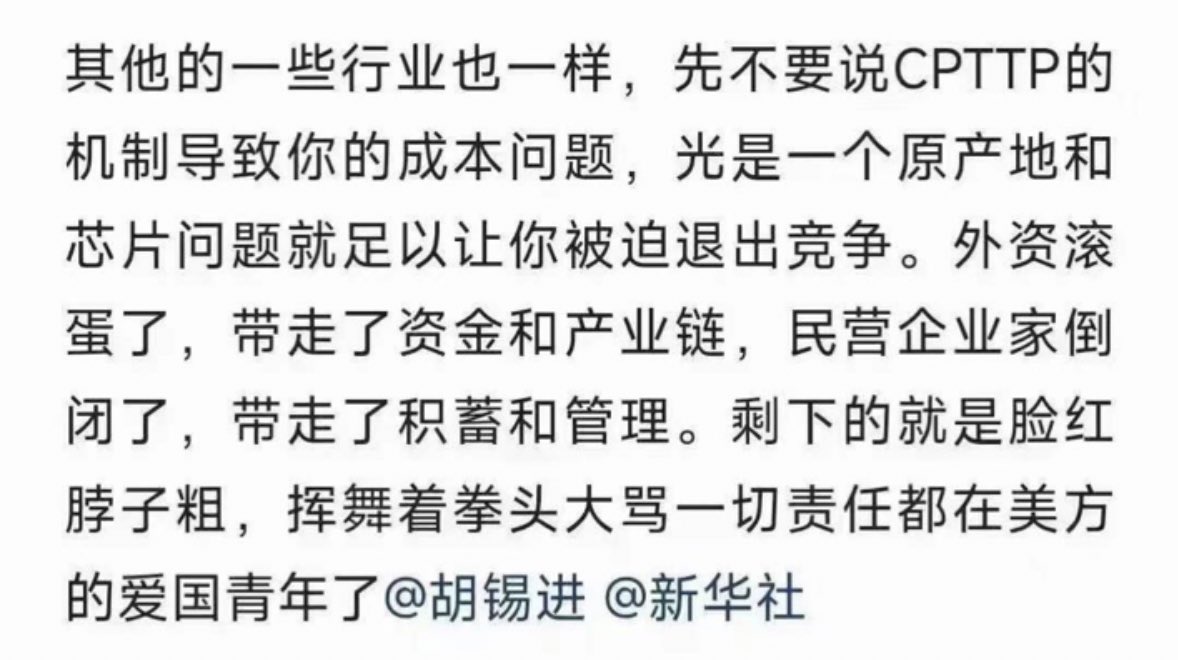 其他的一些行业也一样，先不要说CPTTP的
机制导致你的成本问题，光是一个原产地和
芯片问题就足以让你被迫退出竞争。外资滚
蛋了，带走了资金和产业链，民营企业家倒
闭了，带走了积蓄和管理。剩下的就是脸红
脖子粗，挥舞着拳头大骂一切责任都在美方
的爱国青年了@胡锡进 @新华社